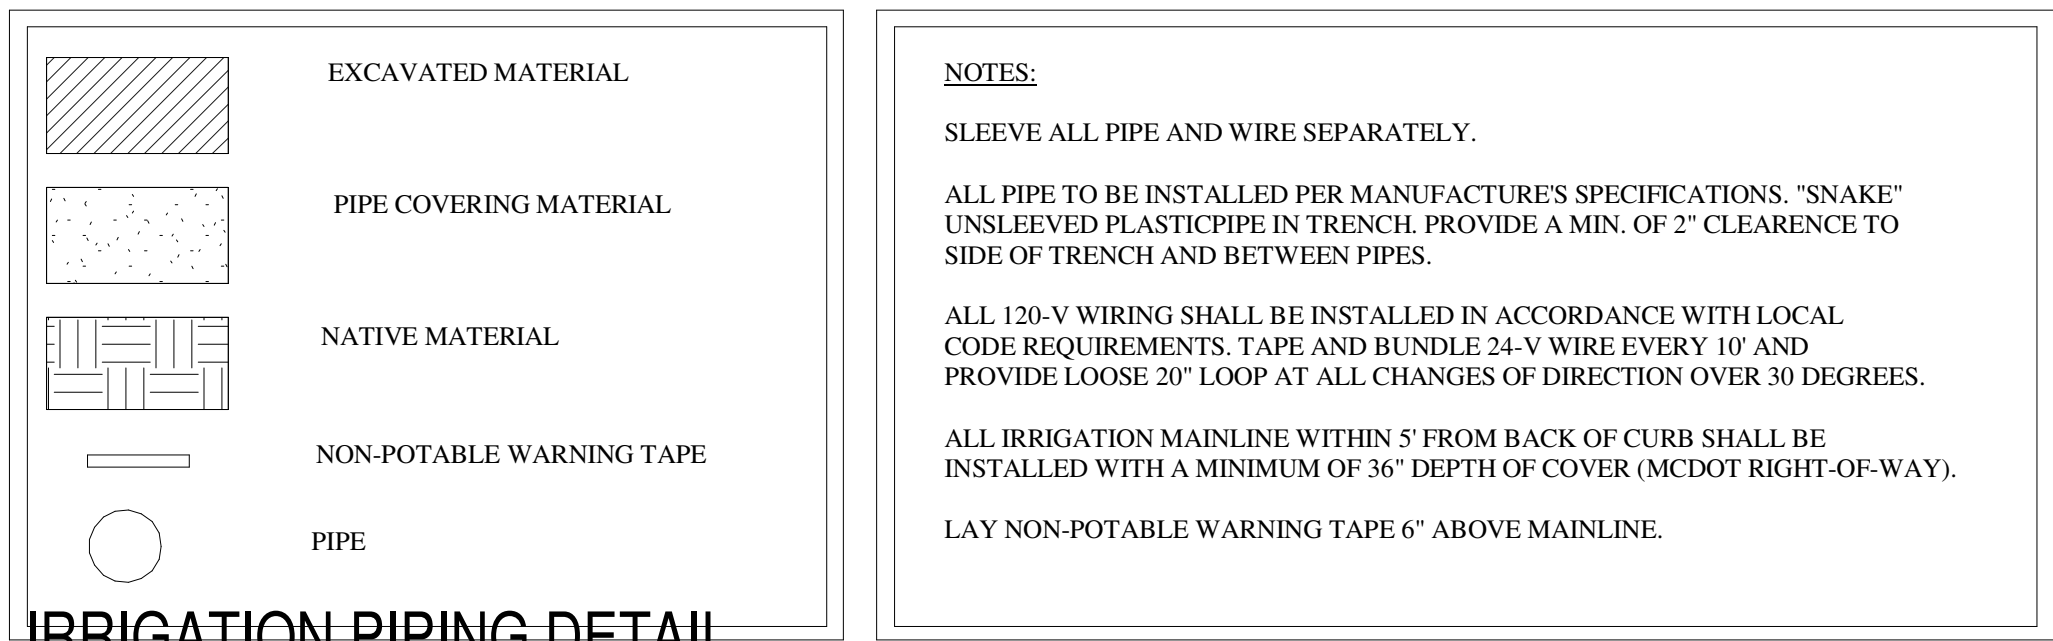 EXCAVATED MATERIAL
PIPE COVERING MATERIAL
NATIVE MATERIAL
NON-POTABLE WARNING TAPE
PIPE
IRRIGATION PIPING DETAIL
NOTES:
SLEEVE ALL PIPE AND WIRE SEPARATELY.
ALL PIPE TO BE INSTALLED PER MANUFACTURE'S SPECIFICATIONS. "SNAKE"
UNSLEEVED PLASTICPIPE IN TRENCH. PROVIDE A MIN. OF 2" CLEARENCE TO
SIDE OF TRENCH AND BETWEEN PIPES.
ALL 120-V WIRING SHALL BE INSTALLED IN ACCORDANCE WITH LOCAL
CODE REQUIREMENTS. TAPE AND BUNDLE 24-V WIRE EVERY 10' AND
PROVIDE LOOSE 20" LOOP AT ALL CHANGES OF DIRECTION OVER 30 DEGREES.
ALL IRRIGATION MAINLINE WITHIN 5' FROM BACK OF CURB SHALL BE
INSTALLED WITH A MINIMUM OF 36" DEPTH OF COVER (MCDOT RIGHT-OF-WAY).
LAY NON-POTABLE WARNING TAPE 6" ABOVE MAINLINE.